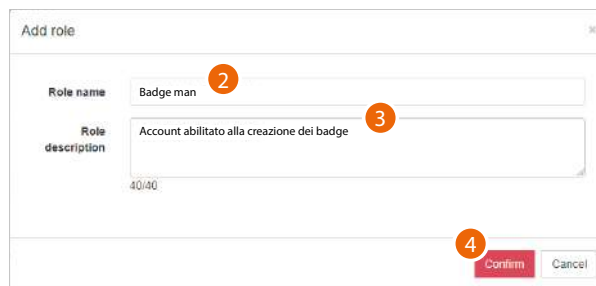 Add role
×
2
Role name Badge man
3
Role description Account abilitato alla creazione dei badge
40/40
4
Confirm Cancel